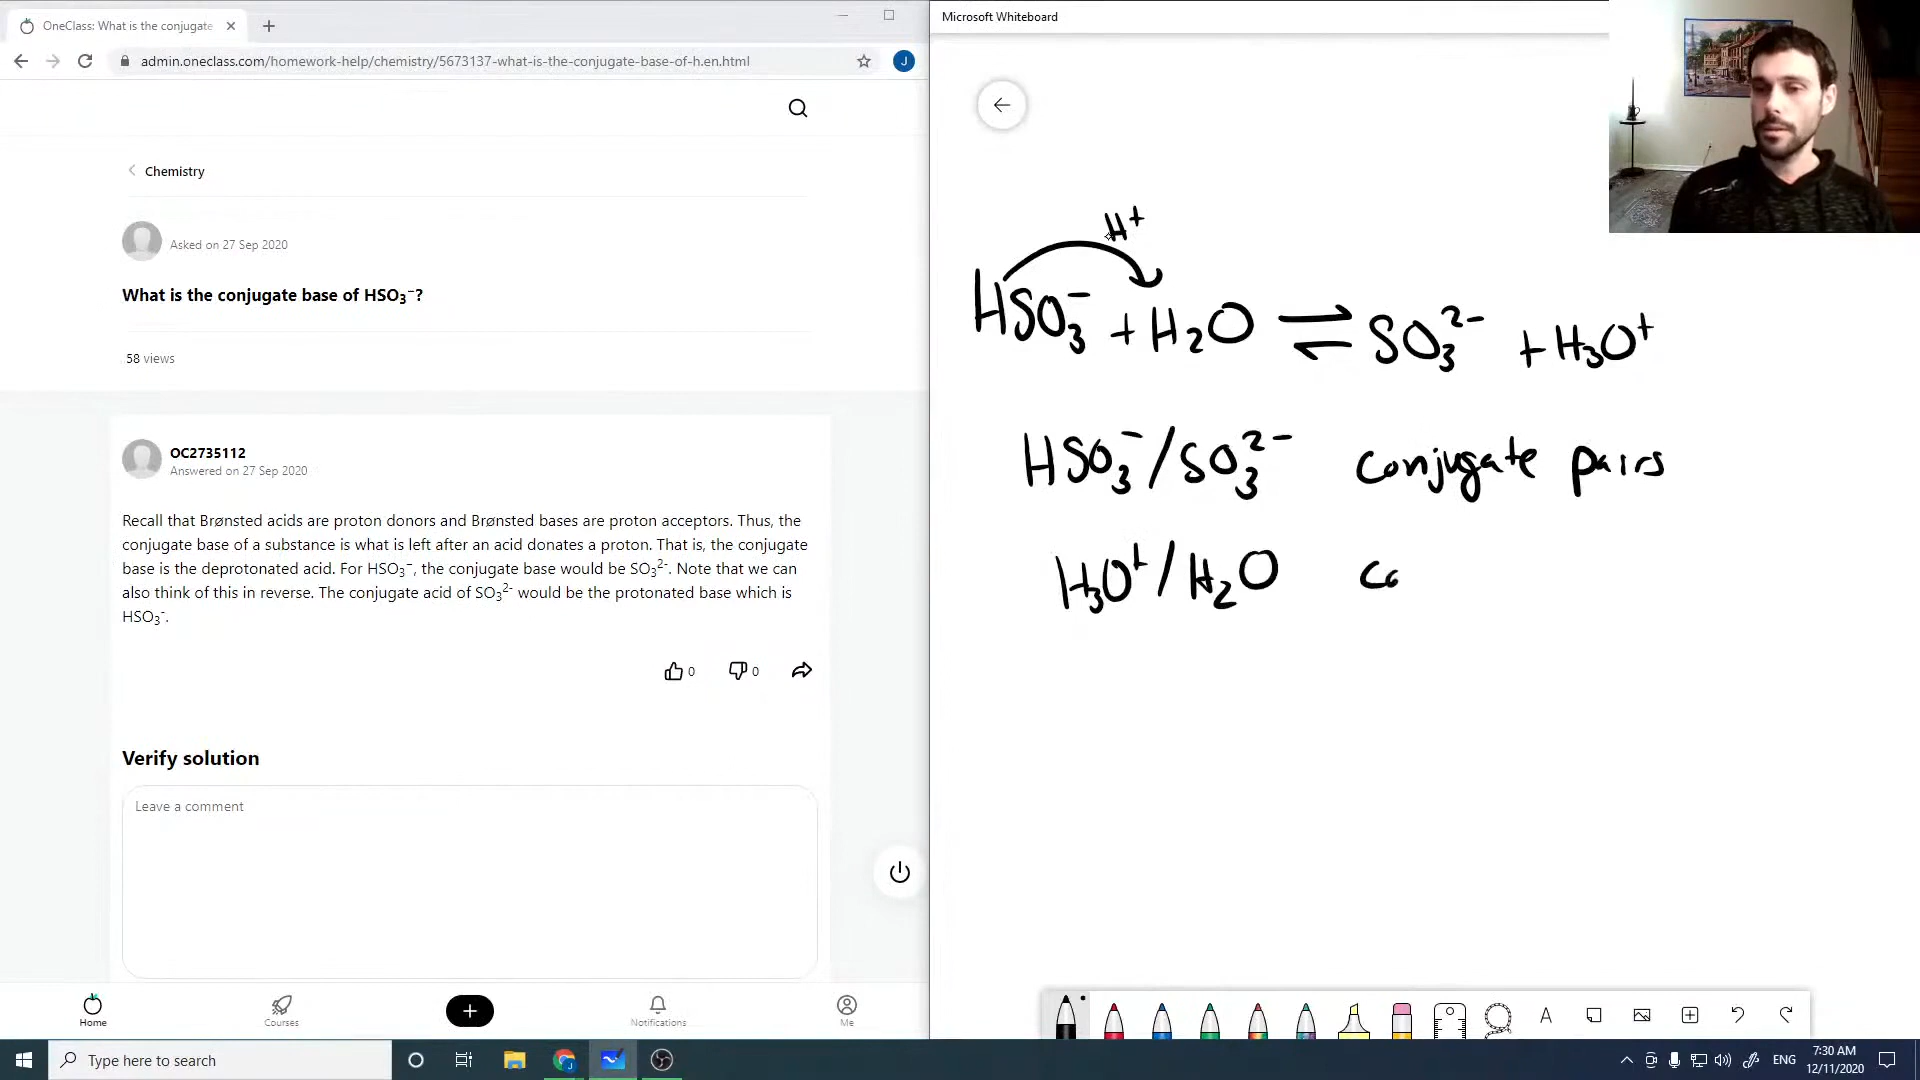 OneClass: What is the conjugate
admin.oneclass.com/homework-help/chemistry/5673137-what-is-the-conjugate-base-of-h.en.html
J
Chemistry
Asked on 27 Sep 2020
What is the conjugate base of HSO₃⁻?
58 views
OC2735112
Answered on 27 Sep 2020
Recall that Brønsted acids are proton donors and Brønsted bases are proton acceptors. Thus, the
conjugate base of a substance is what is left after an acid donates a proton. That is, the conjugate
base is the deprotonated acid. For HSO₃⁻, the conjugate base would be SO₃²⁻. Note that we can
also think of this in reverse. The conjugate acid of SO₃²⁻ would be the protonated base which is
HSO₃⁻.
0 0
Verify solution
Leave a comment
Home Courses Notifications Me
Microsoft Whiteboard
H⁺
HSO₃⁻ + H₂O ⇌ SO₃²⁻ + H₃O⁺
HSO₃⁻/SO₃²⁻ conjugate pairs
H₃O⁺/H₂O co
A
Type here to search
ENG
7:30 AM
12/11/2020